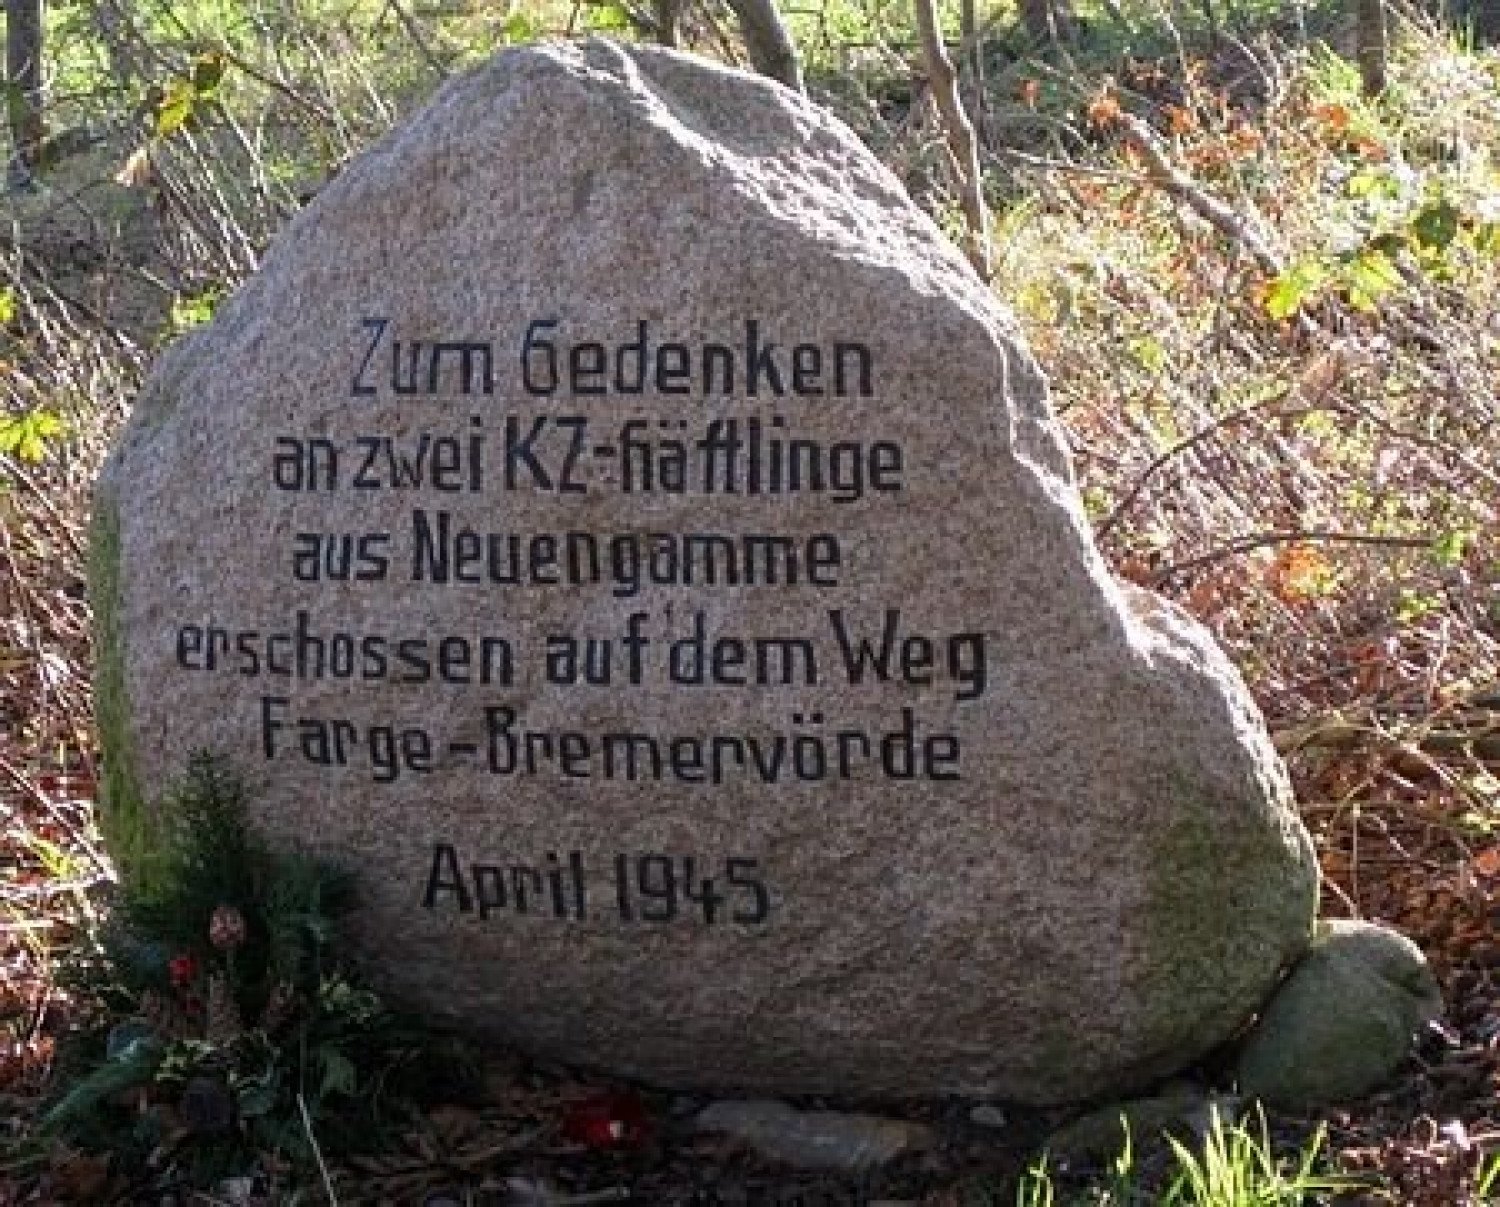 Zum Gedenken
an zwei KZ-häftlinge
aus Neuengamme
erschossen auf dem Weg
Farge-Bremervörde
April 1945